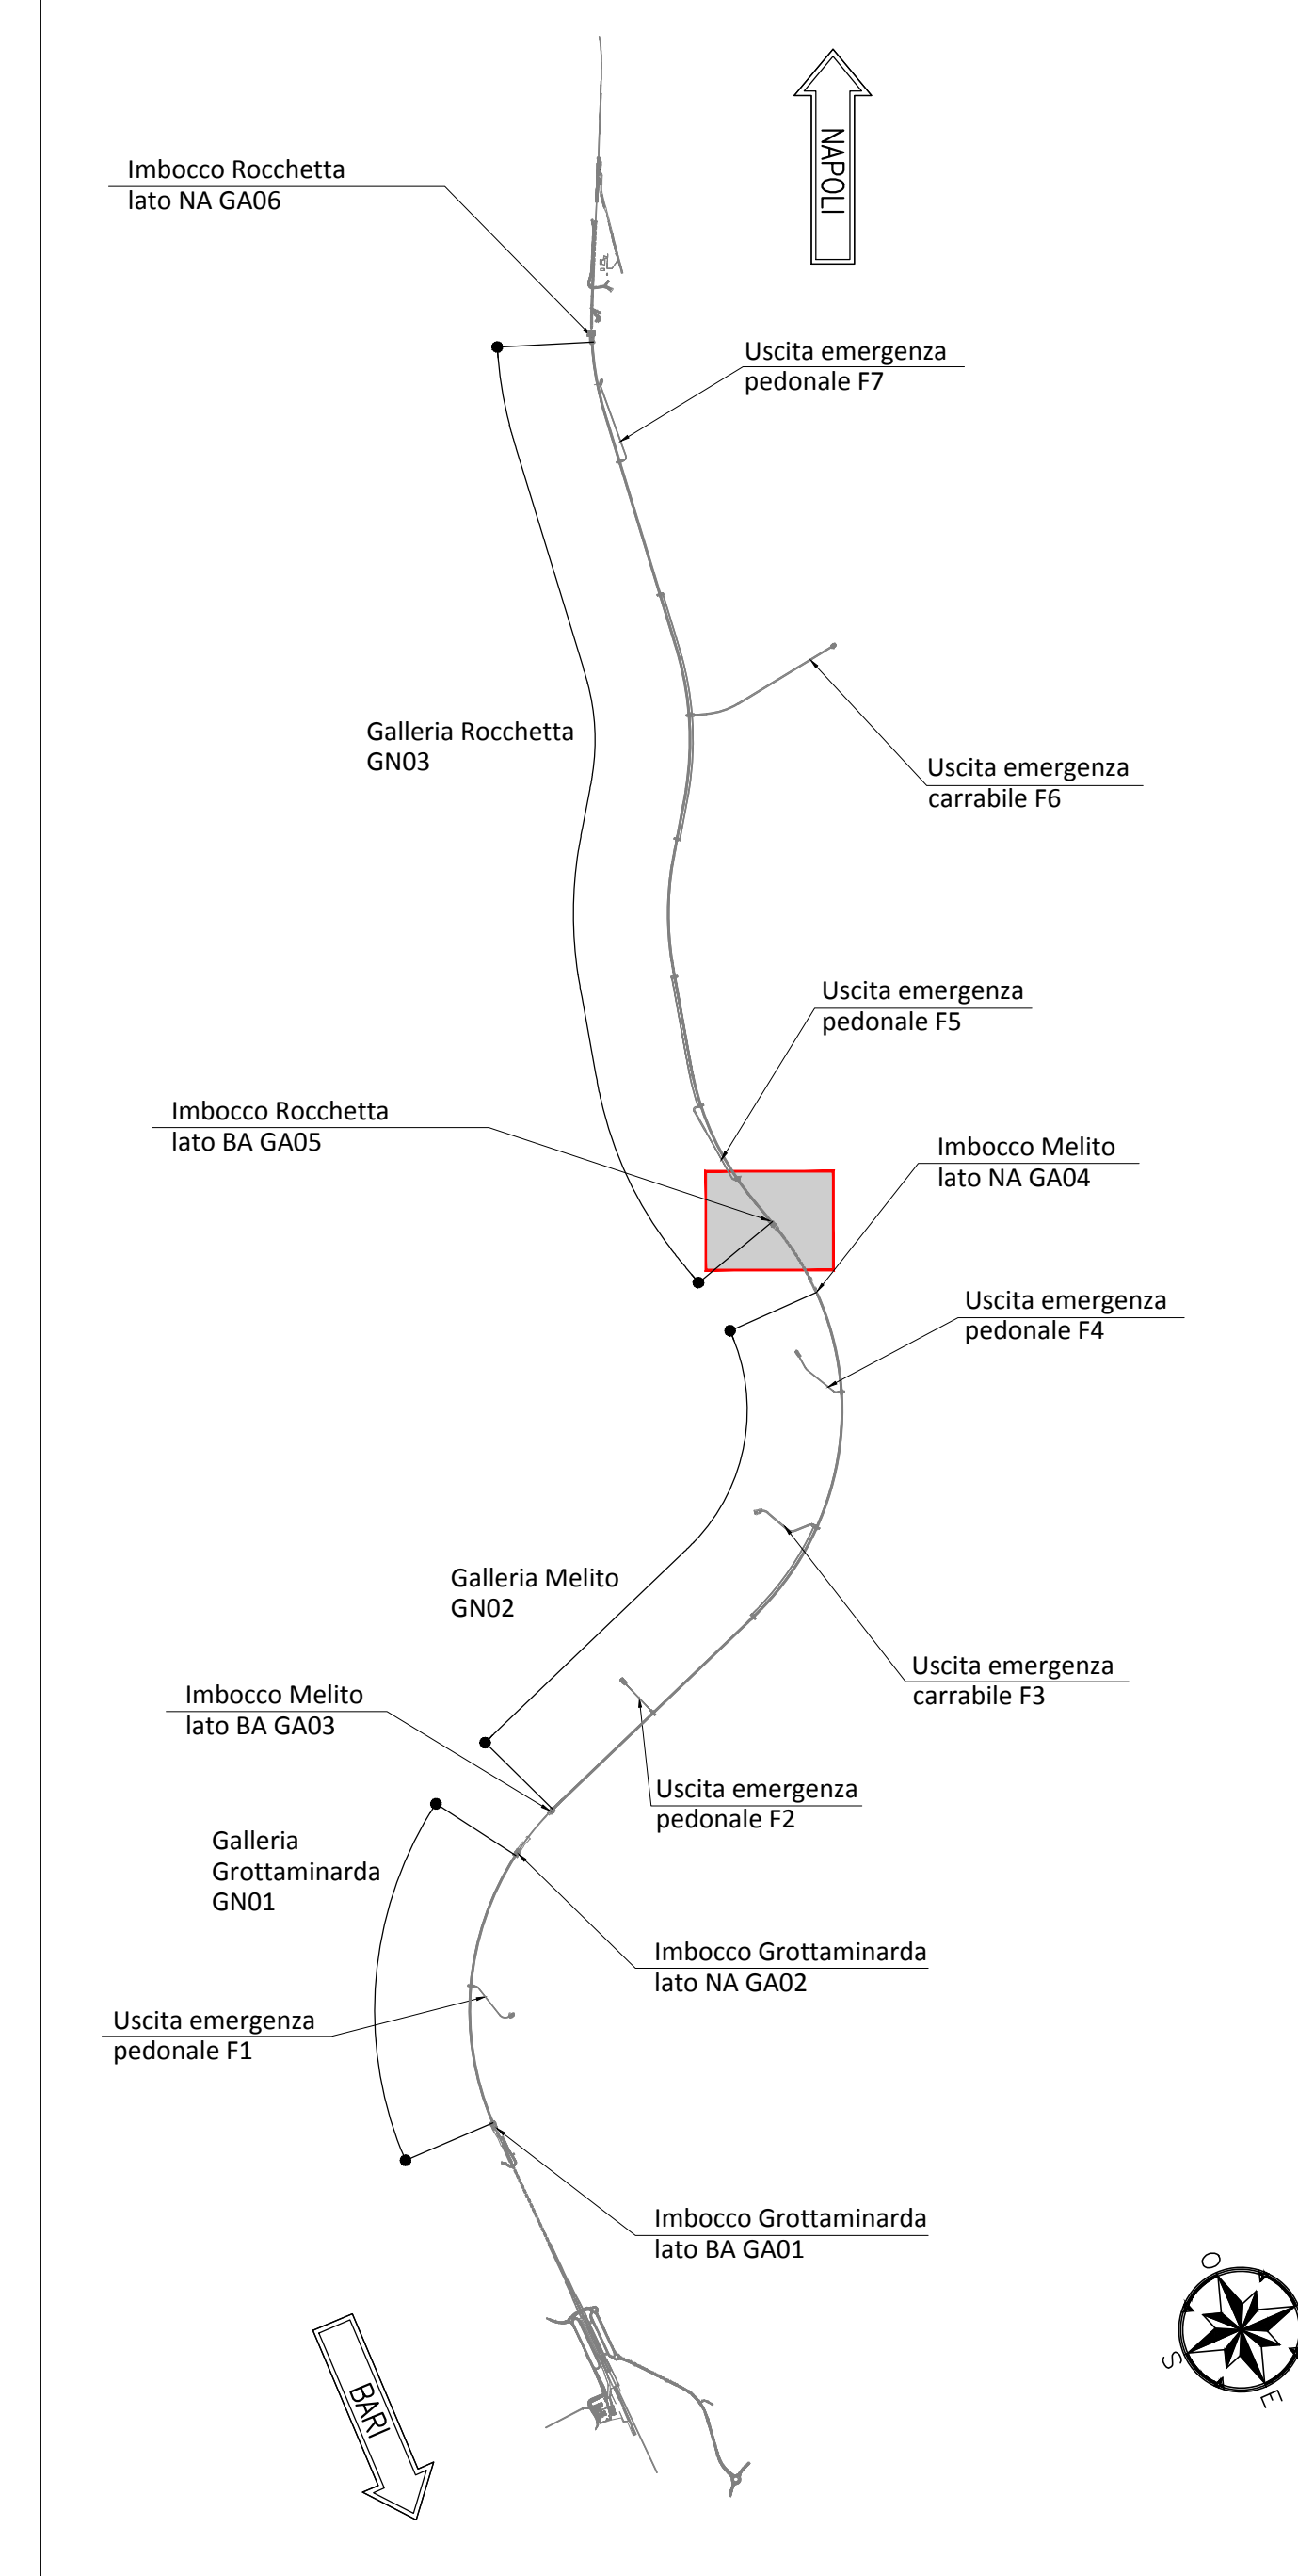 NAPOLI
Imbocco Rocchetta
lato NA GA06
Uscita emergenza
pedonale F7
Galleria Rocchetta
GN03
Uscita emergenza
carrabile F6
Uscita emergenza
pedonale F5
Imbocco Rocchetta
lato BA GA05
Imbocco Melito
lato NA GA04
Uscita emergenza
pedonale F4
Galleria Melito
GN02
Uscita emergenza
carrabile F3
Imbocco Melito
lato BA GA03
Uscita emergenza
pedonale F2
Galleria
Grottaminarda
GN01
Imbocco Grottaminarda
lato NA GA02
Uscita emergenza
pedonale F1
Imbocco Grottaminarda
lato BA GA01
O
S
E
BARI